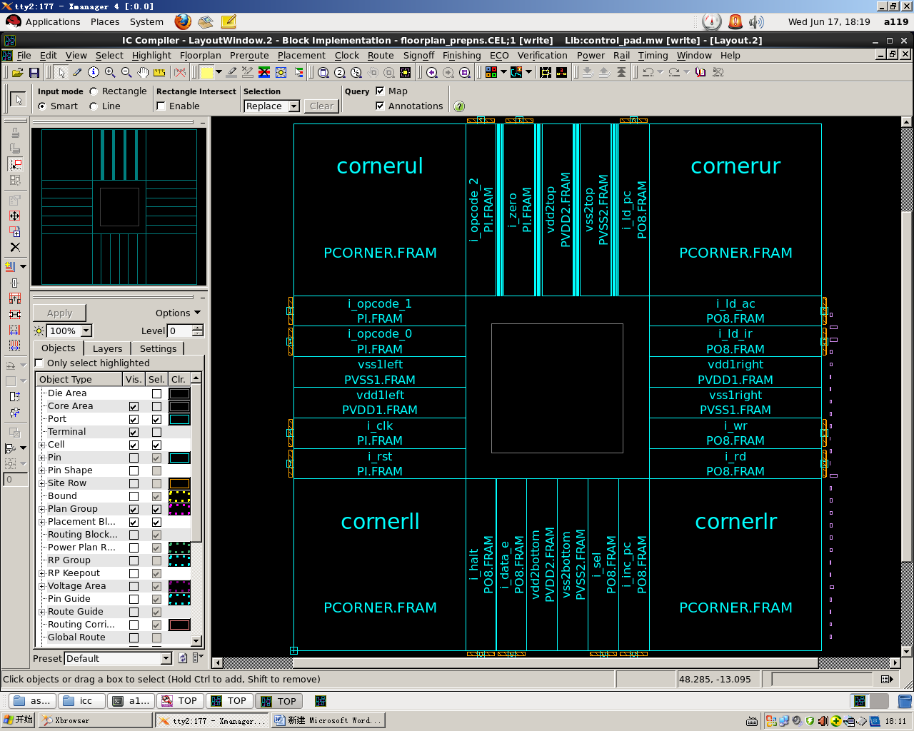 tty2:177 - Xmanager 4 [:0.0]
Applications Places System
Wed Jun 17, 18:19 a119
IC Compiler - LayoutWindow.2 - Block Implementation - floorplan_prepns.CEL;1 [write] Lib:control_pad.mw [write] - [Layout.2]
File Edit View Select Highlight Floorplan Preroute Placement Clock Route Signoff Finishing ECO Verification Power Rail Timing Window Help
Input mode Rectangle Rectangle Intersect Selection Query Map
Smart Line Enable Replace Clear Annotations
Apply Options
100% Level 0
Objects Layers Settings
Only select highlighted
Object Type Vis. Sel. Clr.
Die Area
Core Area
Port
Terminal
Cell
Pin
Pin Shape
Site Row
Bound
Plan Group
Placement Bl...
Routing Block...
Power Plan R...
RP Group
RP Keepout
Voltage Area
Pin Guide
Route Guide
Routing Corri...
Global Route
Preset Default
0
cornerul
PCORNER.FRAM
i_opcode_2
PI.FRAM
i_zero
PI.FRAM
vdd2top
PVDD2.FRAM
vss2top
PVSS2.FRAM
i_ld_pc
PO8.FRAM
cornerur
PCORNER.FRAM
i_opcode_1
PI.FRAM
i_opcode_0
PI.FRAM
vss1left
PVSS1.FRAM
vdd1left
PVDD1.FRAM
i_clk
PI.FRAM
i_rst
PI.FRAM
i_ld_ac
PO8.FRAM
i_ld_ir
PO8.FRAM
vdd1right
PVDD1.FRAM
vss1right
PVSS1.FRAM
i_wr
PO8.FRAM
i_rd
PO8.FRAM
cornerll
PCORNER.FRAM
i_halt
PO8.FRAM
i_data_e
PO8.FRAM
vdd2bottom
PVDD2.FRAM
vss2bottom
PVSS2.FRAM
i_sel
PO8.FRAM
i_inc_pc
PO8.FRAM
cornerlr
PCORNER.FRAM
Click objects or drag a box to select (Hold Ctrl to add, Shift to remove)
48.285, -13.095
as... icc a1... TOP TOP TOP
开始 Xbrowser tty2:177 - Xmanager... 新建 Microsoft Word...
18:11